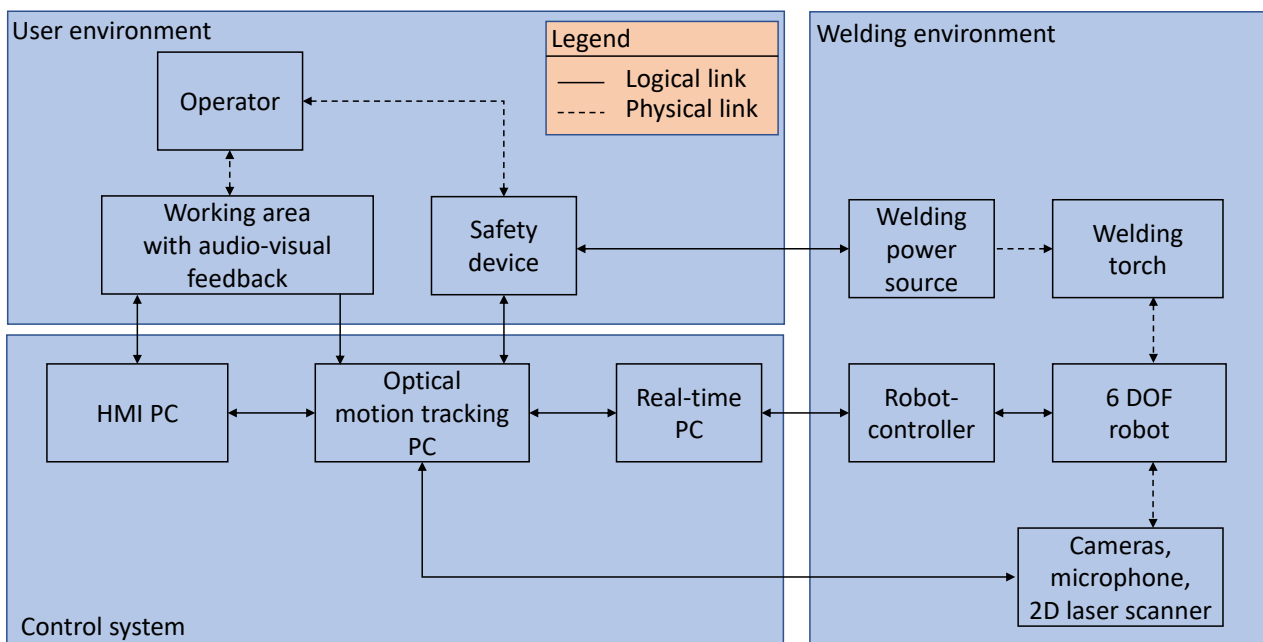 User environment
Legend
Logical link
Physical link
Operator
Working area
with audio-visual
feedback
Safety
device
Welding environment
Welding
power
source
Welding
torch
HMI PC
Optical
motion tracking
PC
Real-time
PC
Robot-
controller
6 DOF
robot
Cameras,
microphone,
2D laser scanner
Control system